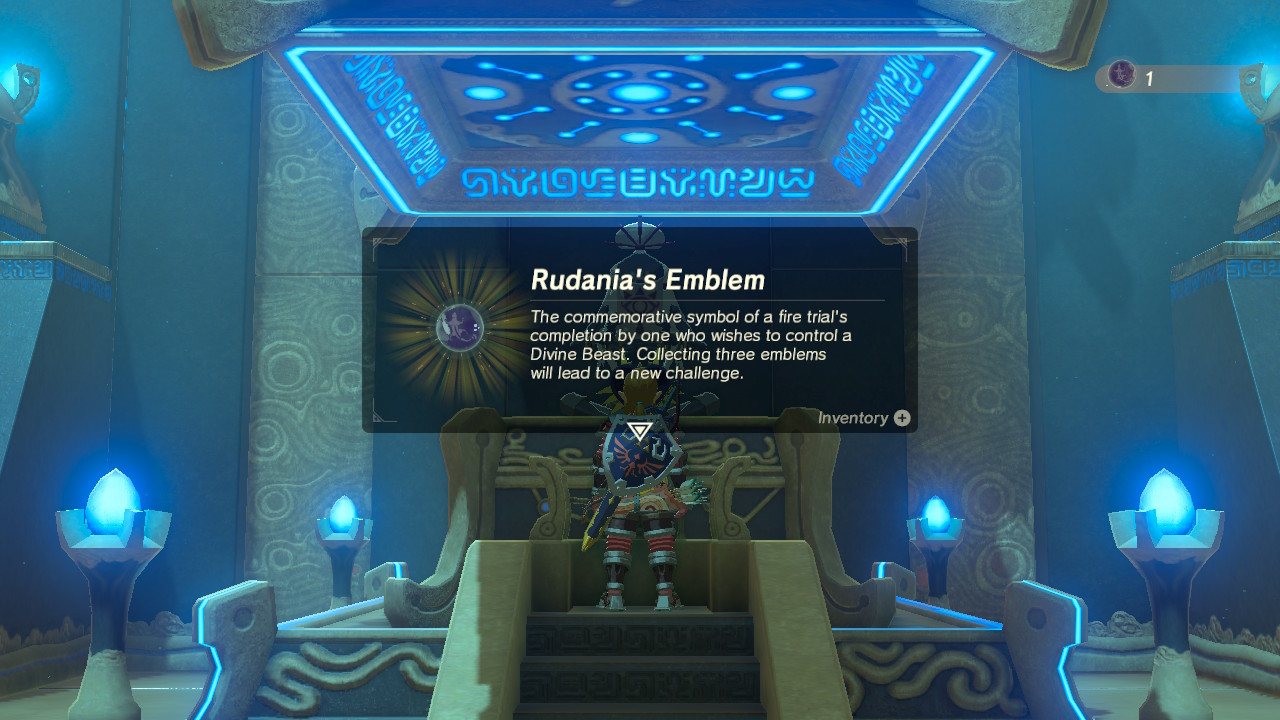 1
Rudania's Emblem
The commemorative symbol of a fire trial's
completion by one who wishes to control a
Divine Beast. Collecting three emblems
will lead to a new challenge.
Inventory +